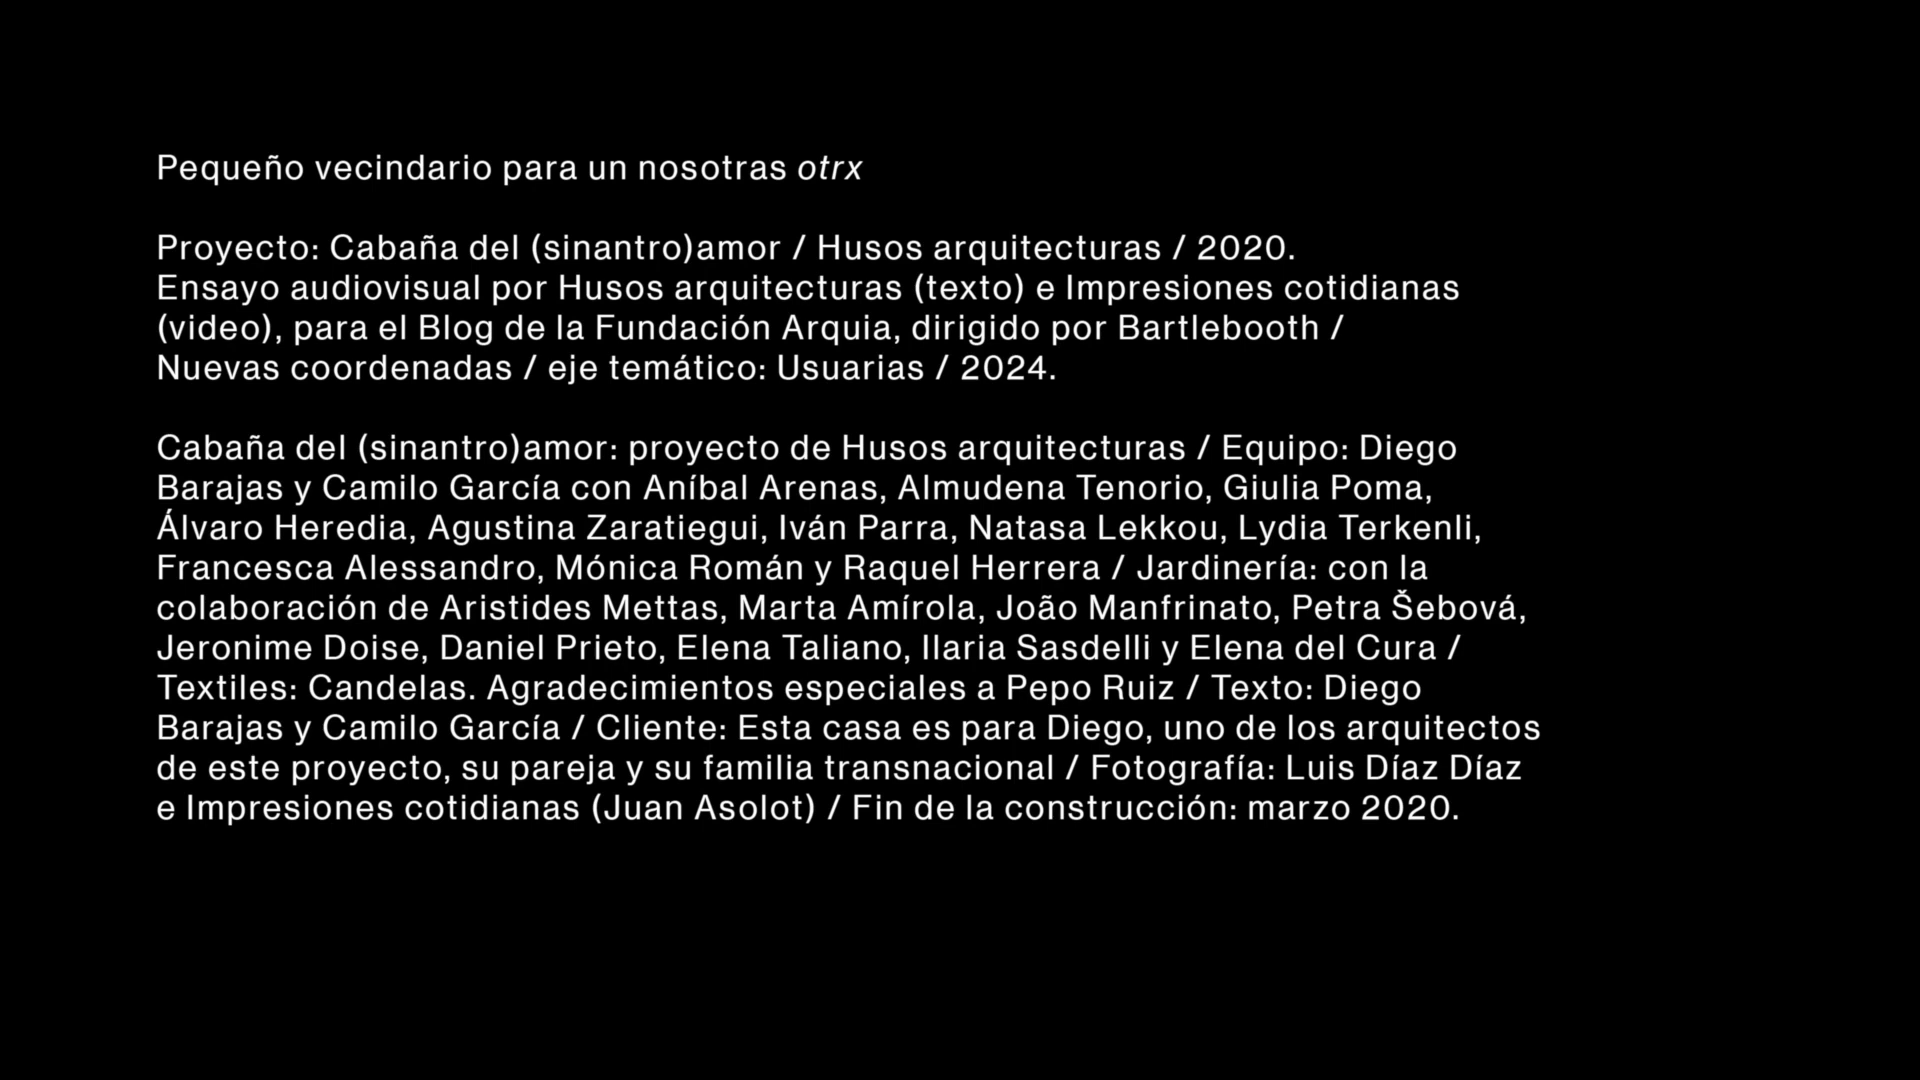 Pequeño vecindario para un nosotras otrx
Proyecto: Cabaña del (sinantro)amor / Husos arquitecturas / 2020.
Ensayo audiovisual por Husos arquitecturas (texto) e Impresiones cotidianas
(video), para el Blog de la Fundación Arquia, dirigido por Bartlebooth /
Nuevas coordenadas / eje temático: Usuarias / 2024.
Cabaña del (sinantro)amor: proyecto de Husos arquitecturas / Equipo: Diego
Barajas y Camilo García con Aníbal Arenas, Almudena Tenorio, Giulia Poma,
Álvaro Heredia, Agustina Zaratiegui, Iván Parra, Natasa Lekkou, Lydia Terkenli,
Francesca Alessandro, Mónica Román y Raquel Herrera / Jardinería: con la
colaboración de Aristides Mettas, Marta Amírola, João Manfrinato, Petra Šebová,
Jeronime Doise, Daniel Prieto, Elena Taliano, Ilaria Sasdelli y Elena del Cura /
Textiles: Candelas. Agradecimientos especiales a Pepo Ruiz / Texto: Diego
Barajas y Camilo García / Cliente: Esta casa es para Diego, uno de los arquitectos
de este proyecto, su pareja y su familia transnacional / Fotografía: Luis Díaz Díaz
e Impresiones cotidianas (Juan Asolot) / Fin de la construcción: marzo 2020.